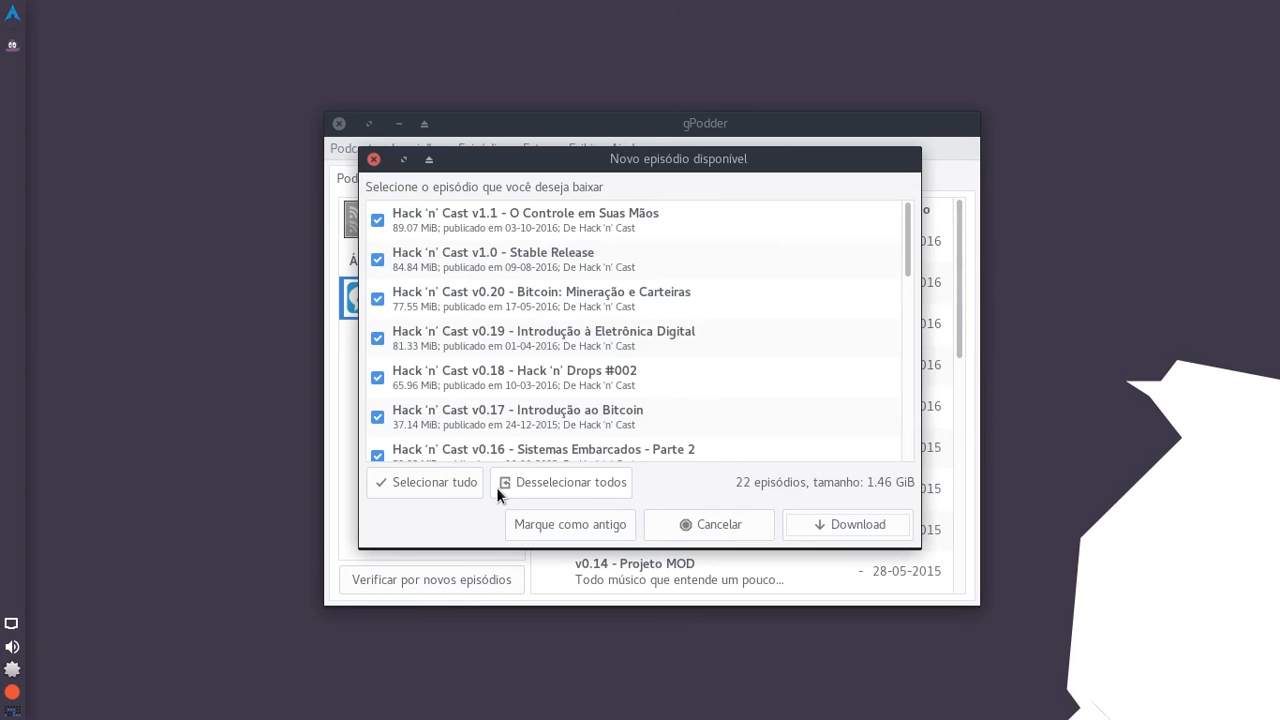 gPodder
Novo episódio disponível
Selecione o episódio que você deseja baixar
Hack 'n' Cast v1.1 - O Controle em Suas Mãos
89.07 MiB; publicado em 03-10-2016; De Hack 'n' Cast
Hack 'n' Cast v1.0 - Stable Release
84.84 MiB; publicado em 09-08-2016; De Hack 'n' Cast
Hack 'n' Cast v0.20 - Bitcoin: Mineração e Carteiras
77.55 MiB; publicado em 17-05-2016; De Hack 'n' Cast
Hack 'n' Cast v0.19 - Introdução à Eletrônica Digital
81.33 MiB; publicado em 01-04-2016; De Hack 'n' Cast
Hack 'n' Cast v0.18 - Hack 'n' Drops #002
65.96 MiB; publicado em 10-03-2016; De Hack 'n' Cast
Hack 'n' Cast v0.17 - Introdução ao Bitcoin
37.14 MiB; publicado em 24-12-2015; De Hack 'n' Cast
Hack 'n' Cast v0.16 - Sistemas Embarcados - Parte 2
Selecionar tudo
Desselecionar todos
22 episódios, tamanho: 1.46 GiB
Marque como antigo
Cancelar
Download
Verificar por novos episódios
v0.14 - Projeto MOD
Todo músico que entende um pouco...
- 28-05-2015